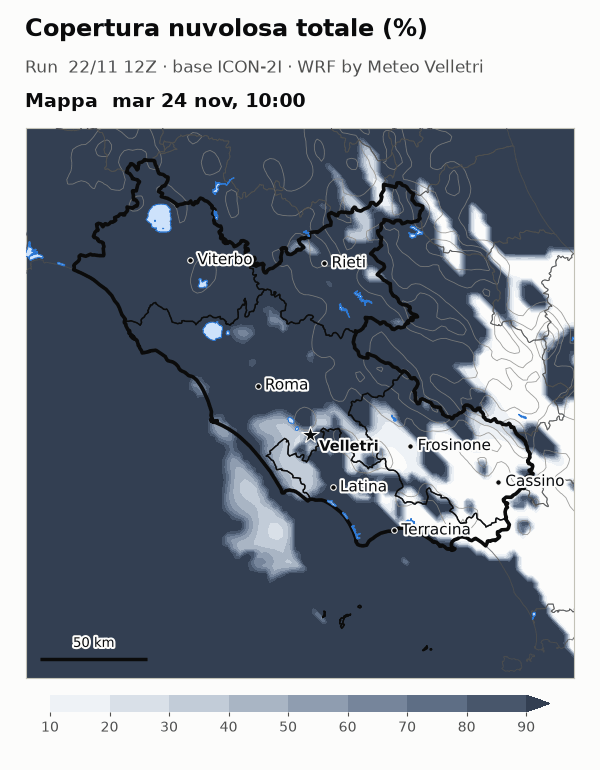 Copertura nuvolosa totale (%)
Run  22/11 12Z · base ICON-2I · WRF by Meteo Velletri
Mappa  mar 24 nov, 10:00
Viterbo
Rieti
Roma
Velletri
Frosinone
Latina
Cassino
Terracina
50 km
10 20 30 40 50 60 70 80 90